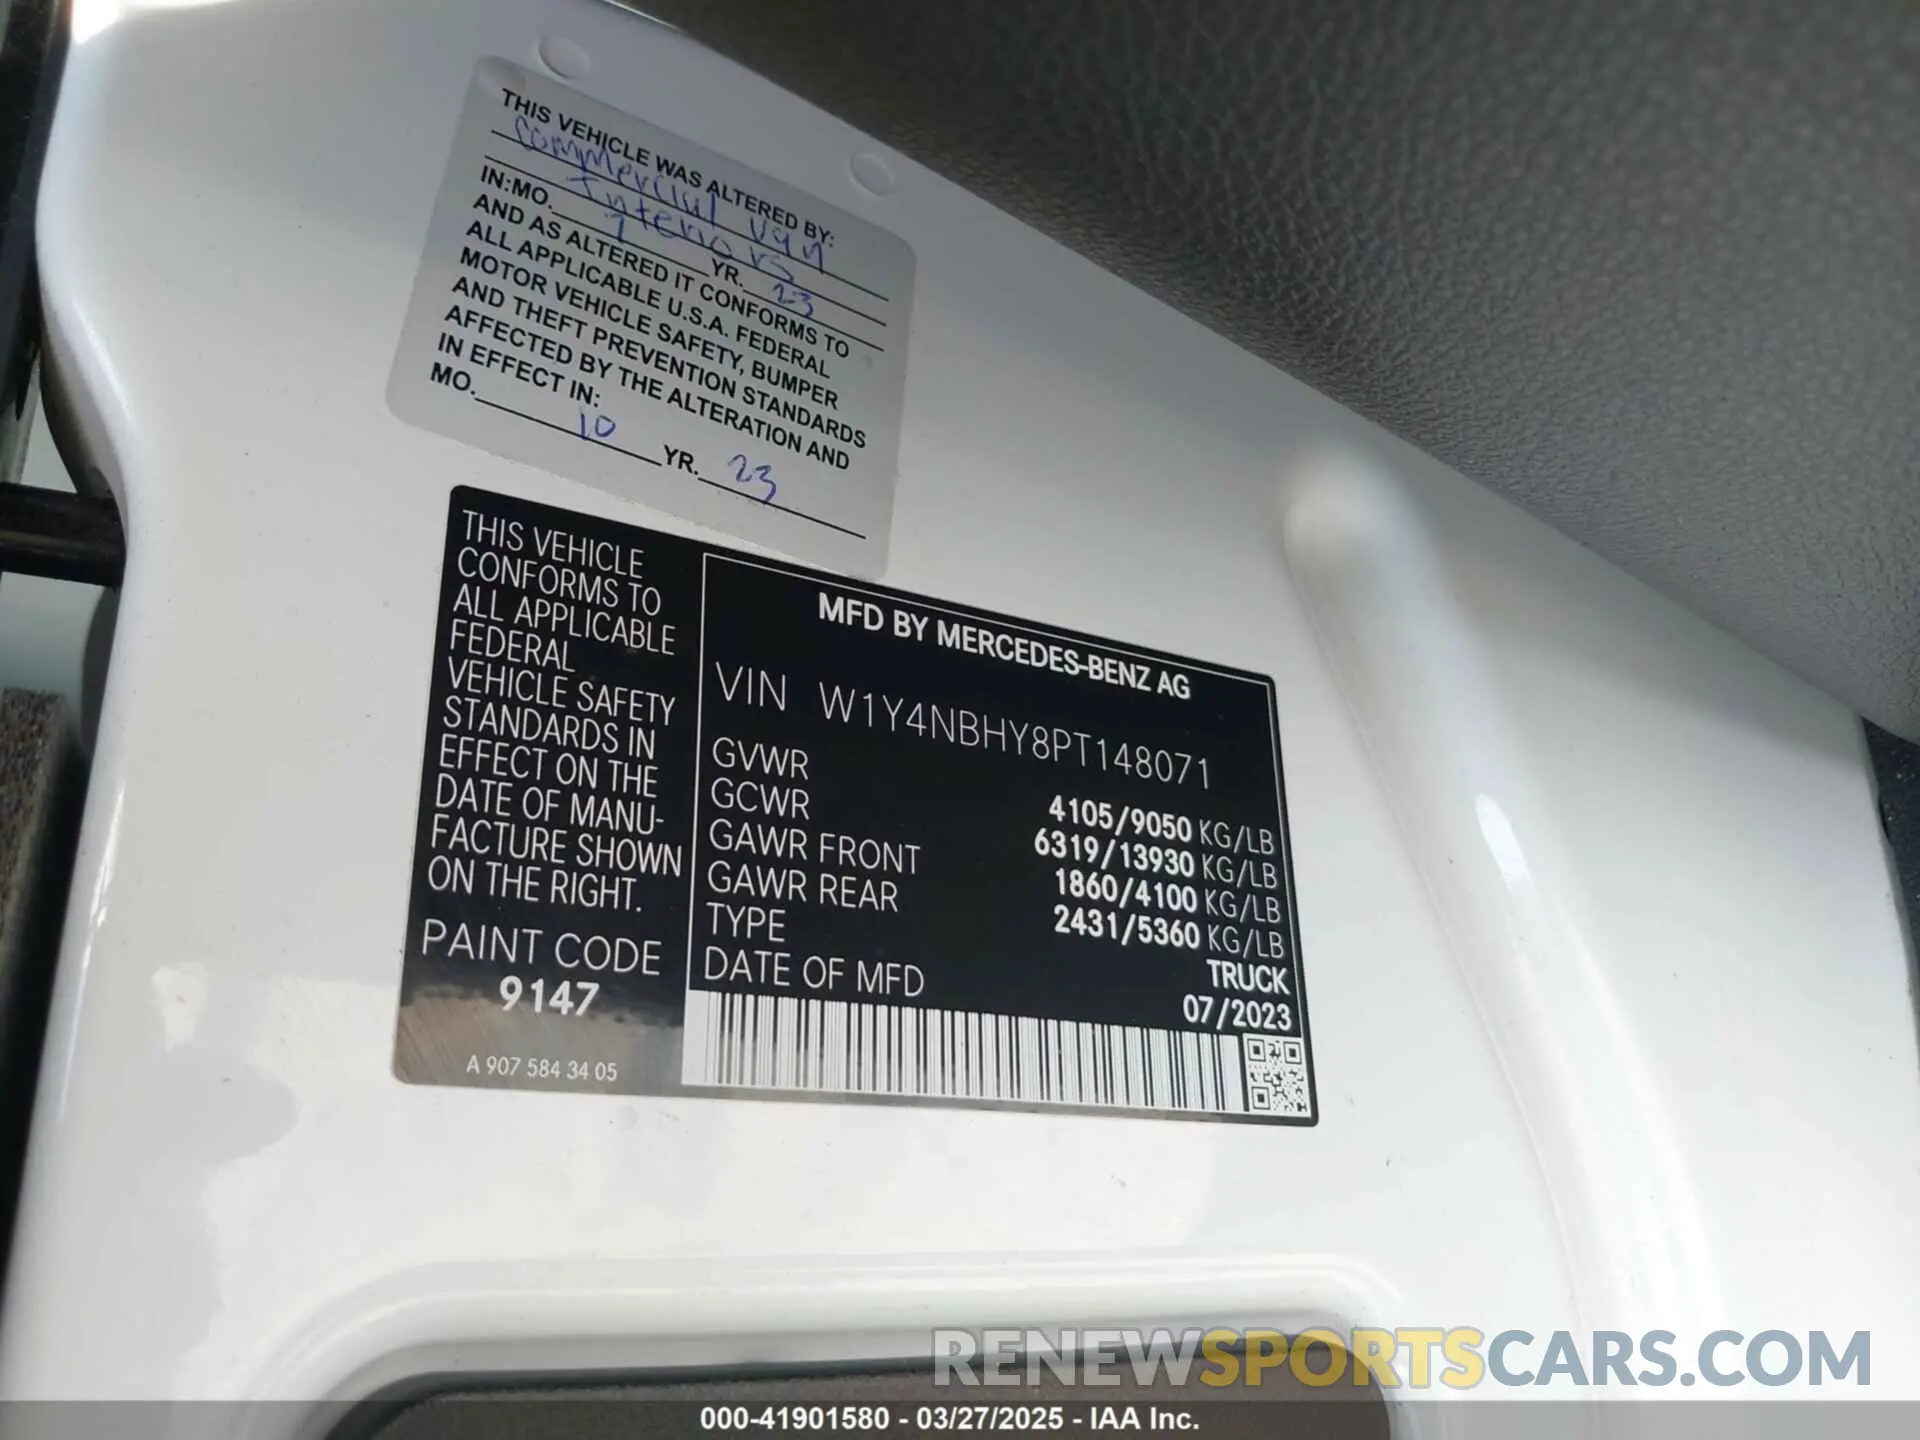 THIS VEHICLE WAS ALTERED BY:
Commercial Van
Interiors
IN:MO. 7 YR. 23
AND AS ALTERED IT CONFORMS TO
ALL APPLICABLE U.S.A. FEDERAL
MOTOR VEHICLE SAFETY, BUMPER
AND THEFT PREVENTION STANDARDS
AFFECTED BY THE ALTERATION AND
IN EFFECT IN:
MO. 10 YR. 23
THIS VEHICLE
CONFORMS TO
ALL APPLICABLE
FEDERAL
VEHICLE SAFETY
STANDARDS IN
EFFECT ON THE
DATE OF MANU-
FACTURE SHOWN
ON THE RIGHT.
PAINT CODE
9147
A 907 584 34 05
MFD BY MERCEDES-BENZ AG
VIN W1Y4NBHY8PT148071
GVWR 4105/9050 KG/LB
GCWR 6319/13930 KG/LB
GAWR FRONT 1860/4100 KG/LB
GAWR REAR 2431/5360 KG/LB
TYPE TRUCK
DATE OF MFD 07/2023
RENEWSPORTSCARS.COM
000-41901580 - 03/27/2025 - IAA Inc.